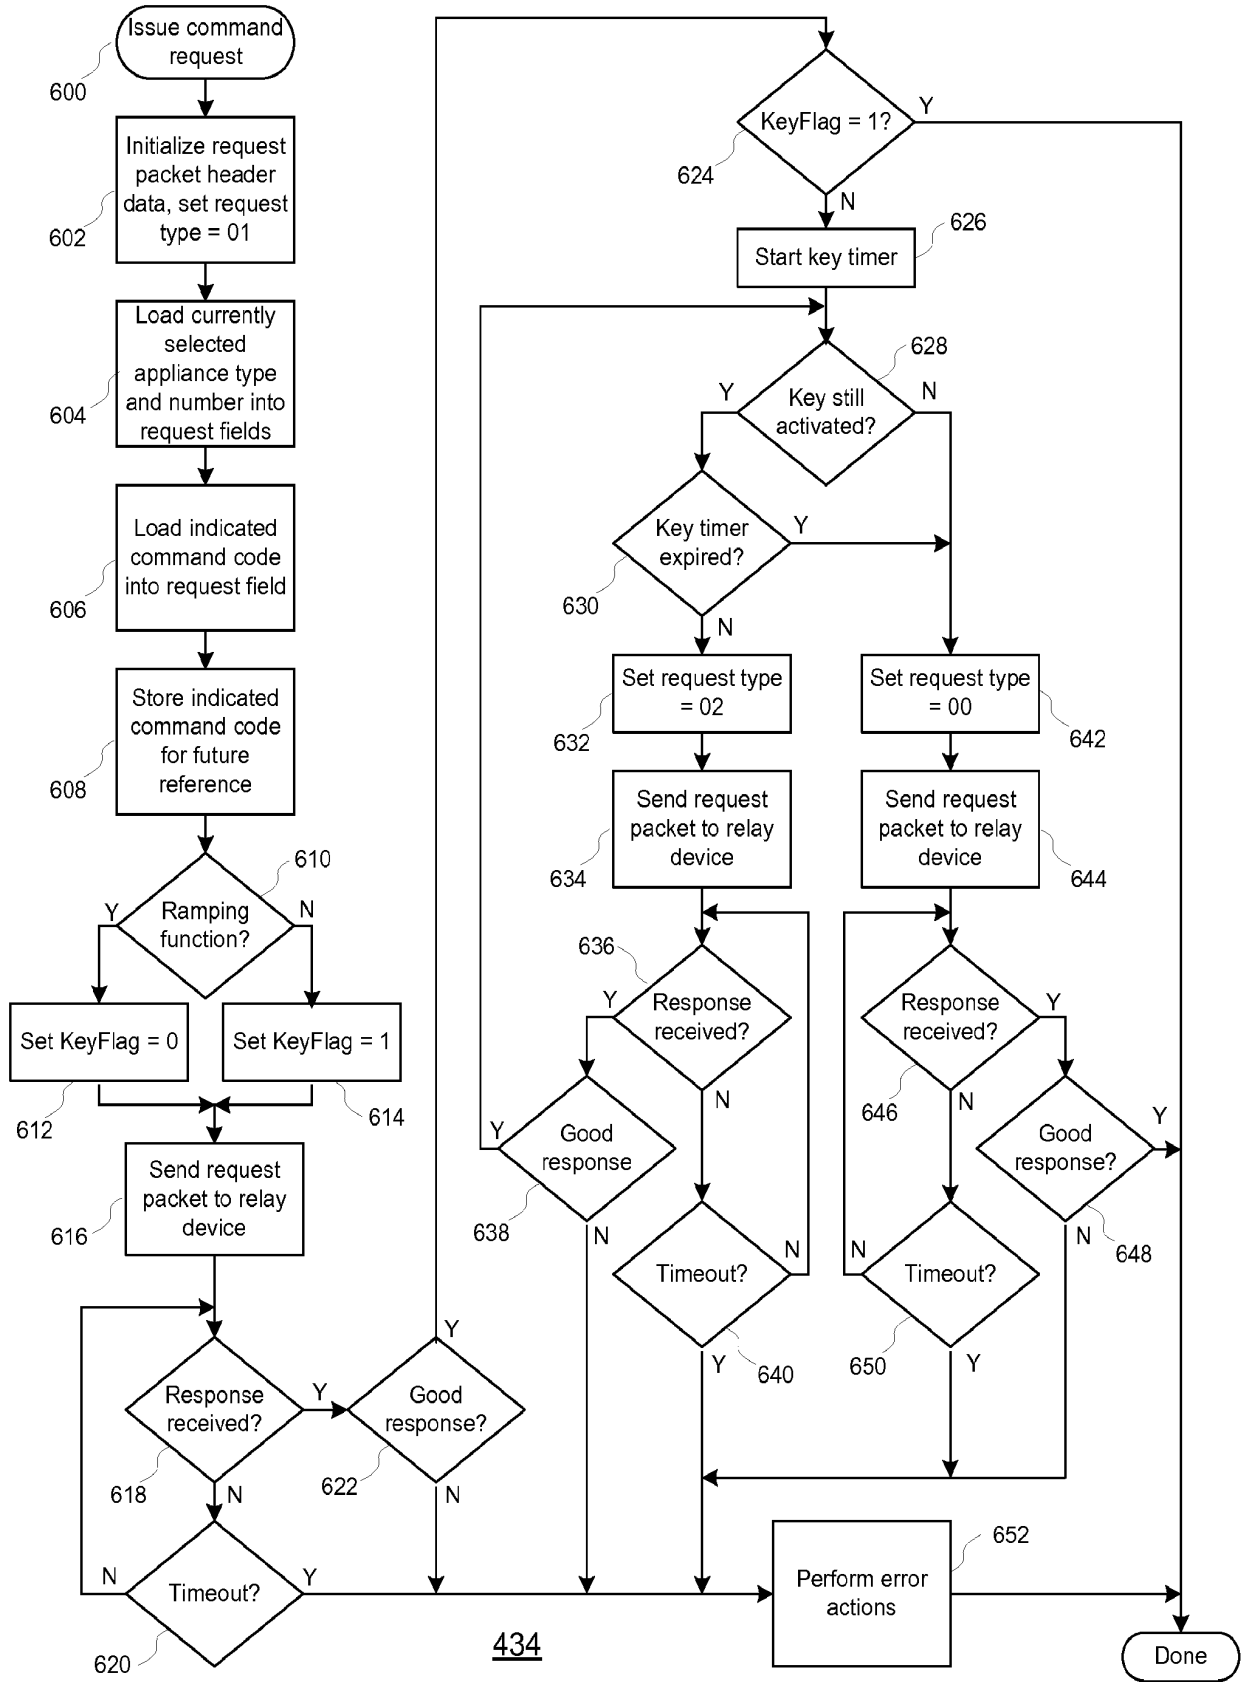 Issue command
request
600
Initialize request
packet header
data, set request
type = 01
602
Load currently
selected
appliance type
and number into
request fields
604
Load indicated
command code
into request field
606
Store indicated
command code
for future
reference
608
Ramping
function?
610
Y
N
Set KeyFlag = 0
612
Set KeyFlag = 1
614
Send request
packet to relay
device
616
Response
received?
618
Y
N
Timeout?
620
N
Y
Good
response?
622
Y
N
KeyFlag = 1?
624
Y
N
Start key timer
626
Key still
activated?
628
Y
N
Key timer
expired?
630
Y
N
Set request type
= 02
632
Send request
packet to relay
device
634
Response
received?
636
Y
N
Good
response
638
Y
N
Timeout?
640
N
Y
Set request type
= 00
642
Send request
packet to relay
device
644
Response
received?
646
Y
N
Good
response?
648
Y
N
Timeout?
650
N
Y
Perform error
actions
652
Done
434